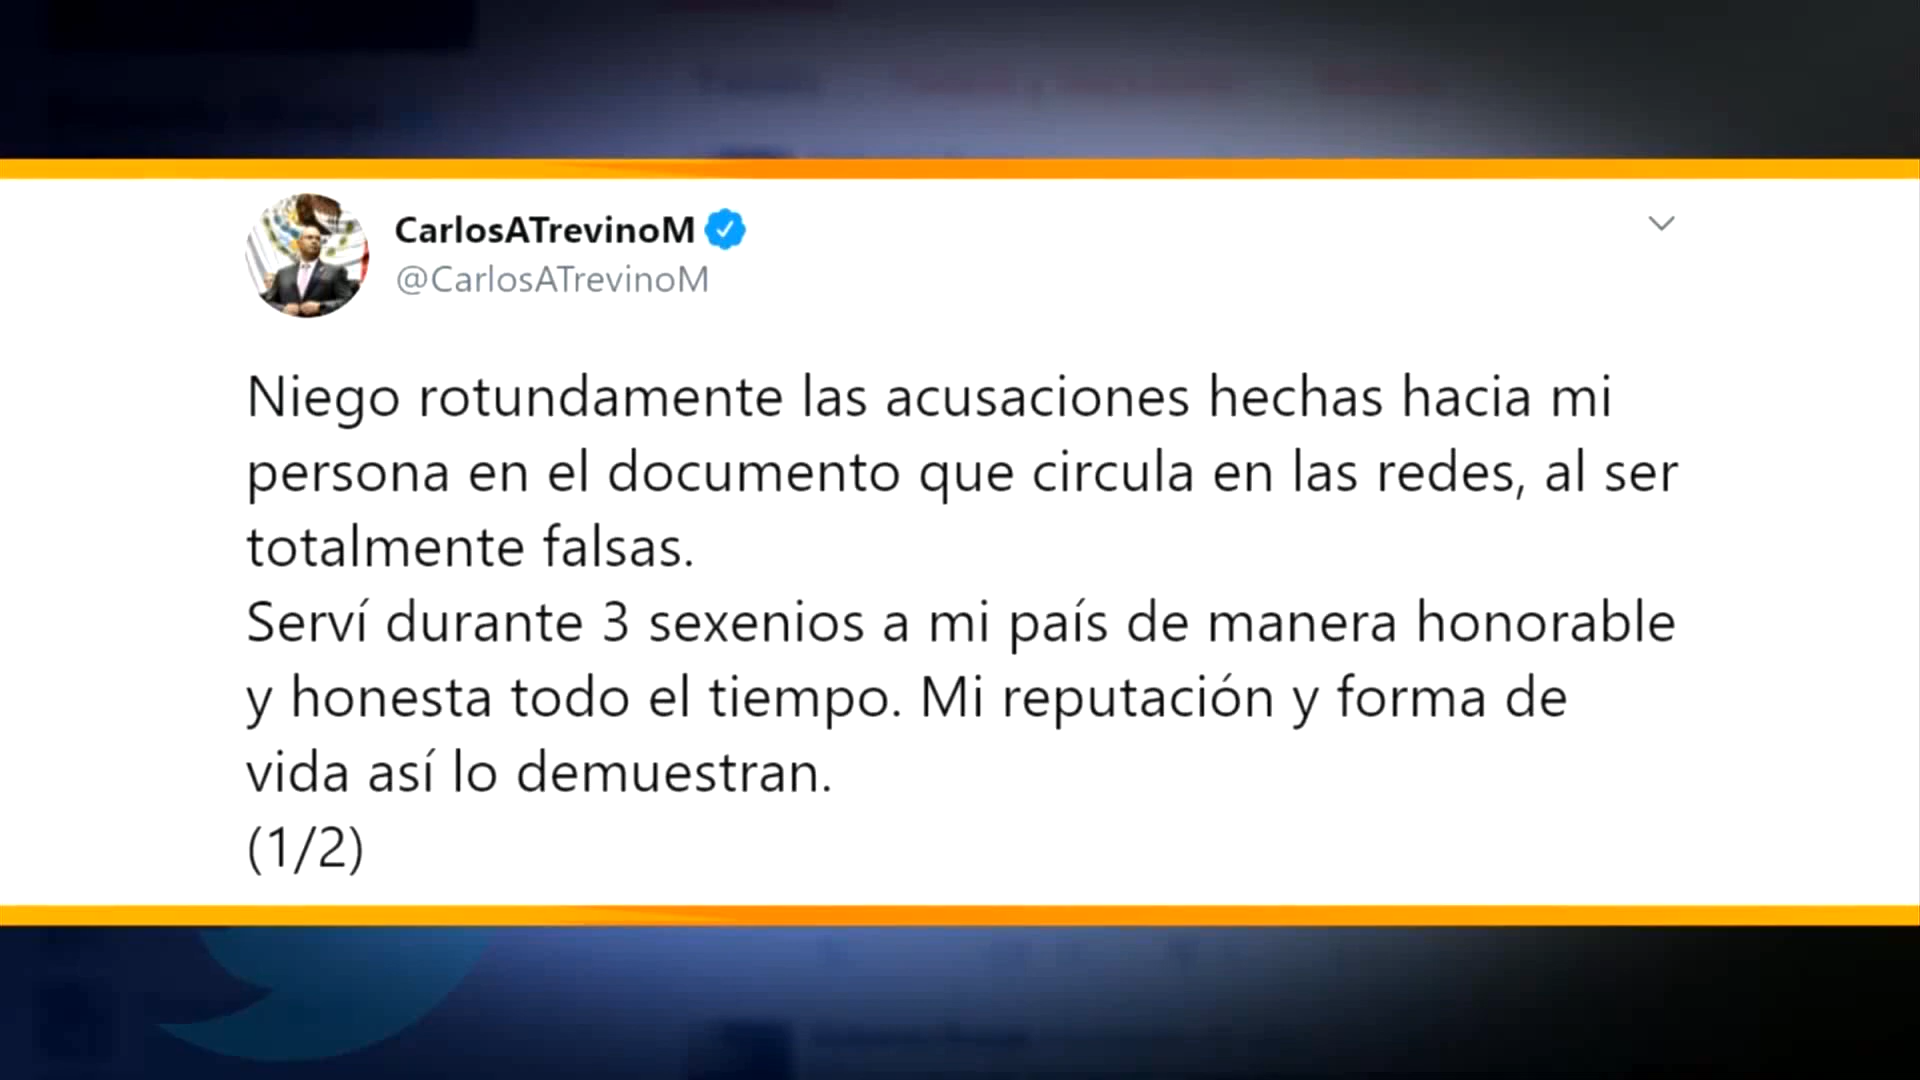 CarlosATrevinoM
@CarlosATrevinoM
Niego rotundamente las acusaciones hechas hacia mi
persona en el documento que circula en las redes, al ser
totalmente falsas.
Serví durante 3 sexenios a mi país de manera honorable
y honesta todo el tiempo. Mi reputación y forma de
vida así lo demuestran.
(1/2)